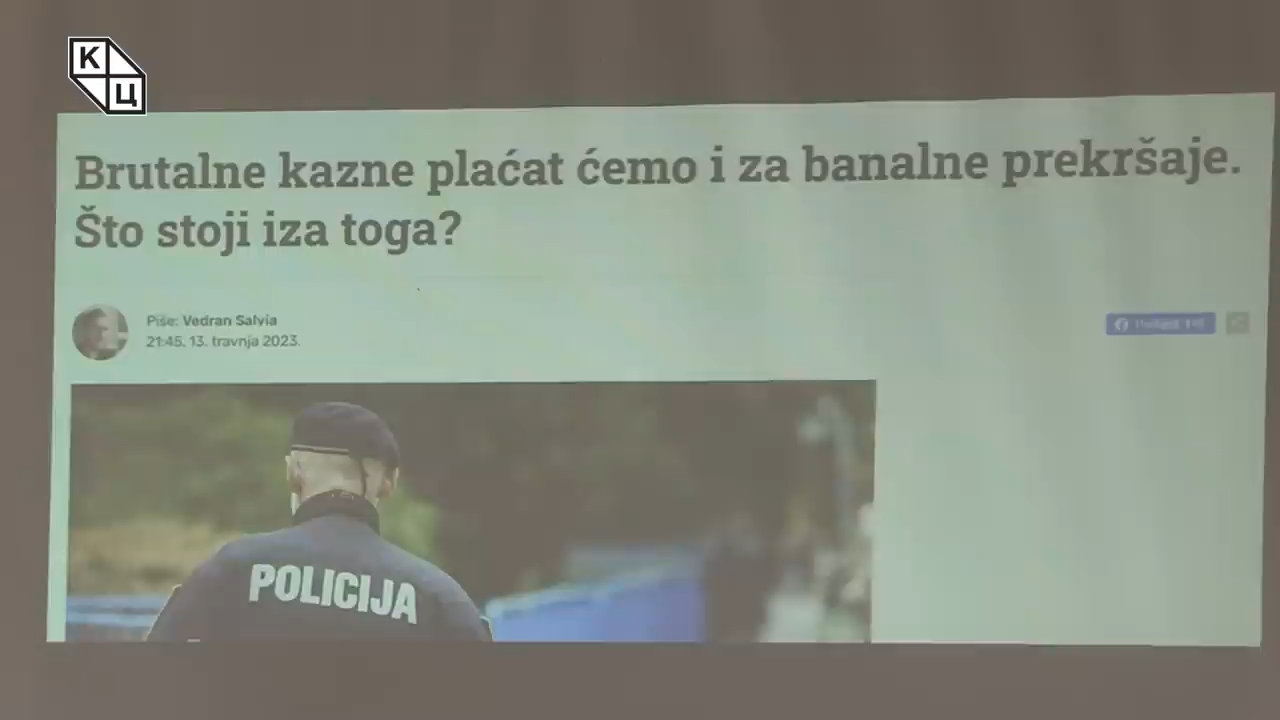 К
Ц
Brutalne kazne plaćat ćemo i za banalne prekršaje.
Što stoji iza toga?
Piše: Vedran Salvia
21:45, 13. travnja 2023.
POLICIJA